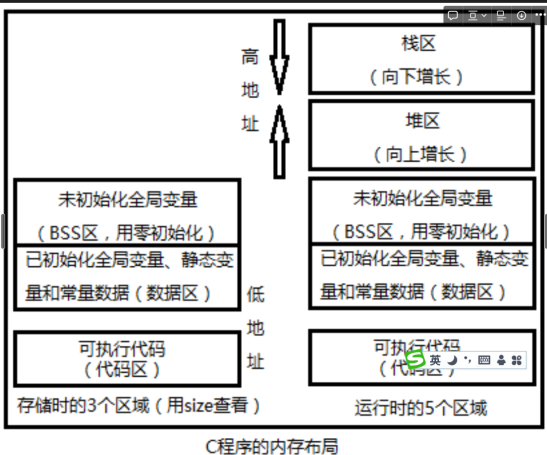 高
地
址
栈区
(向下增长)
堆区
(向上增长)
未初始化全局变量
(BSS区，用零初始化)
已初始化全局变量、静态变
量和常量数据(数据区)
可执行代码
(代码区)
存储时的3个区域(用size查看)
低
地
址
未初始化全局变量
(BSS区，用零初始化)
已初始化全局变量、静态变
量和常量数据(数据区)
可执行代码
(代码区)
S英
运行时的5个区域
C程序的内存布局